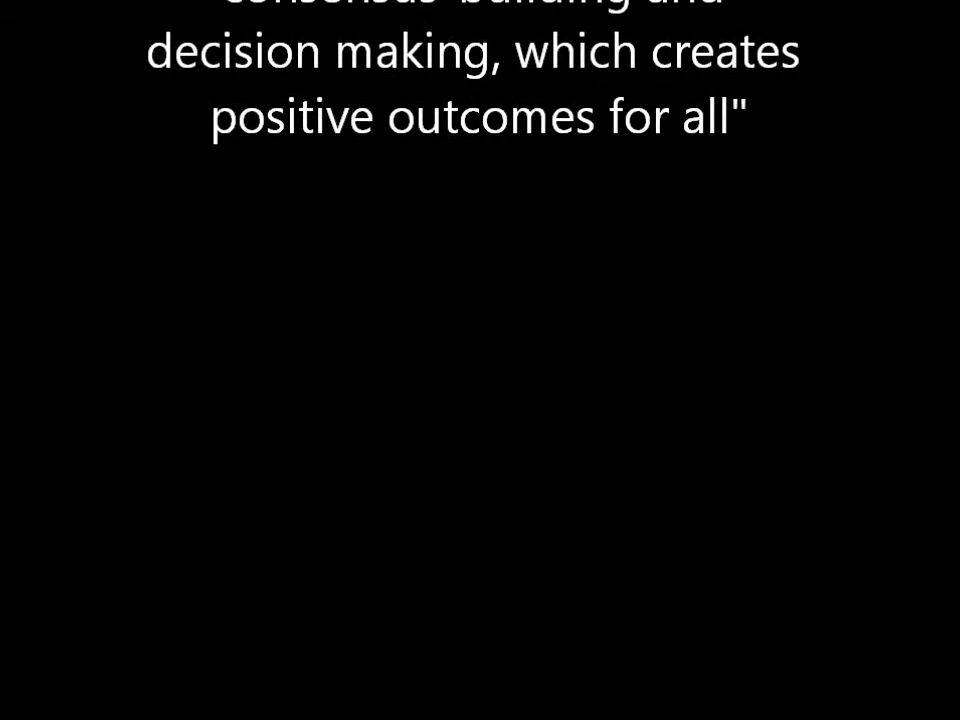 consensus-building and
decision making, which creates
positive outcomes for all"